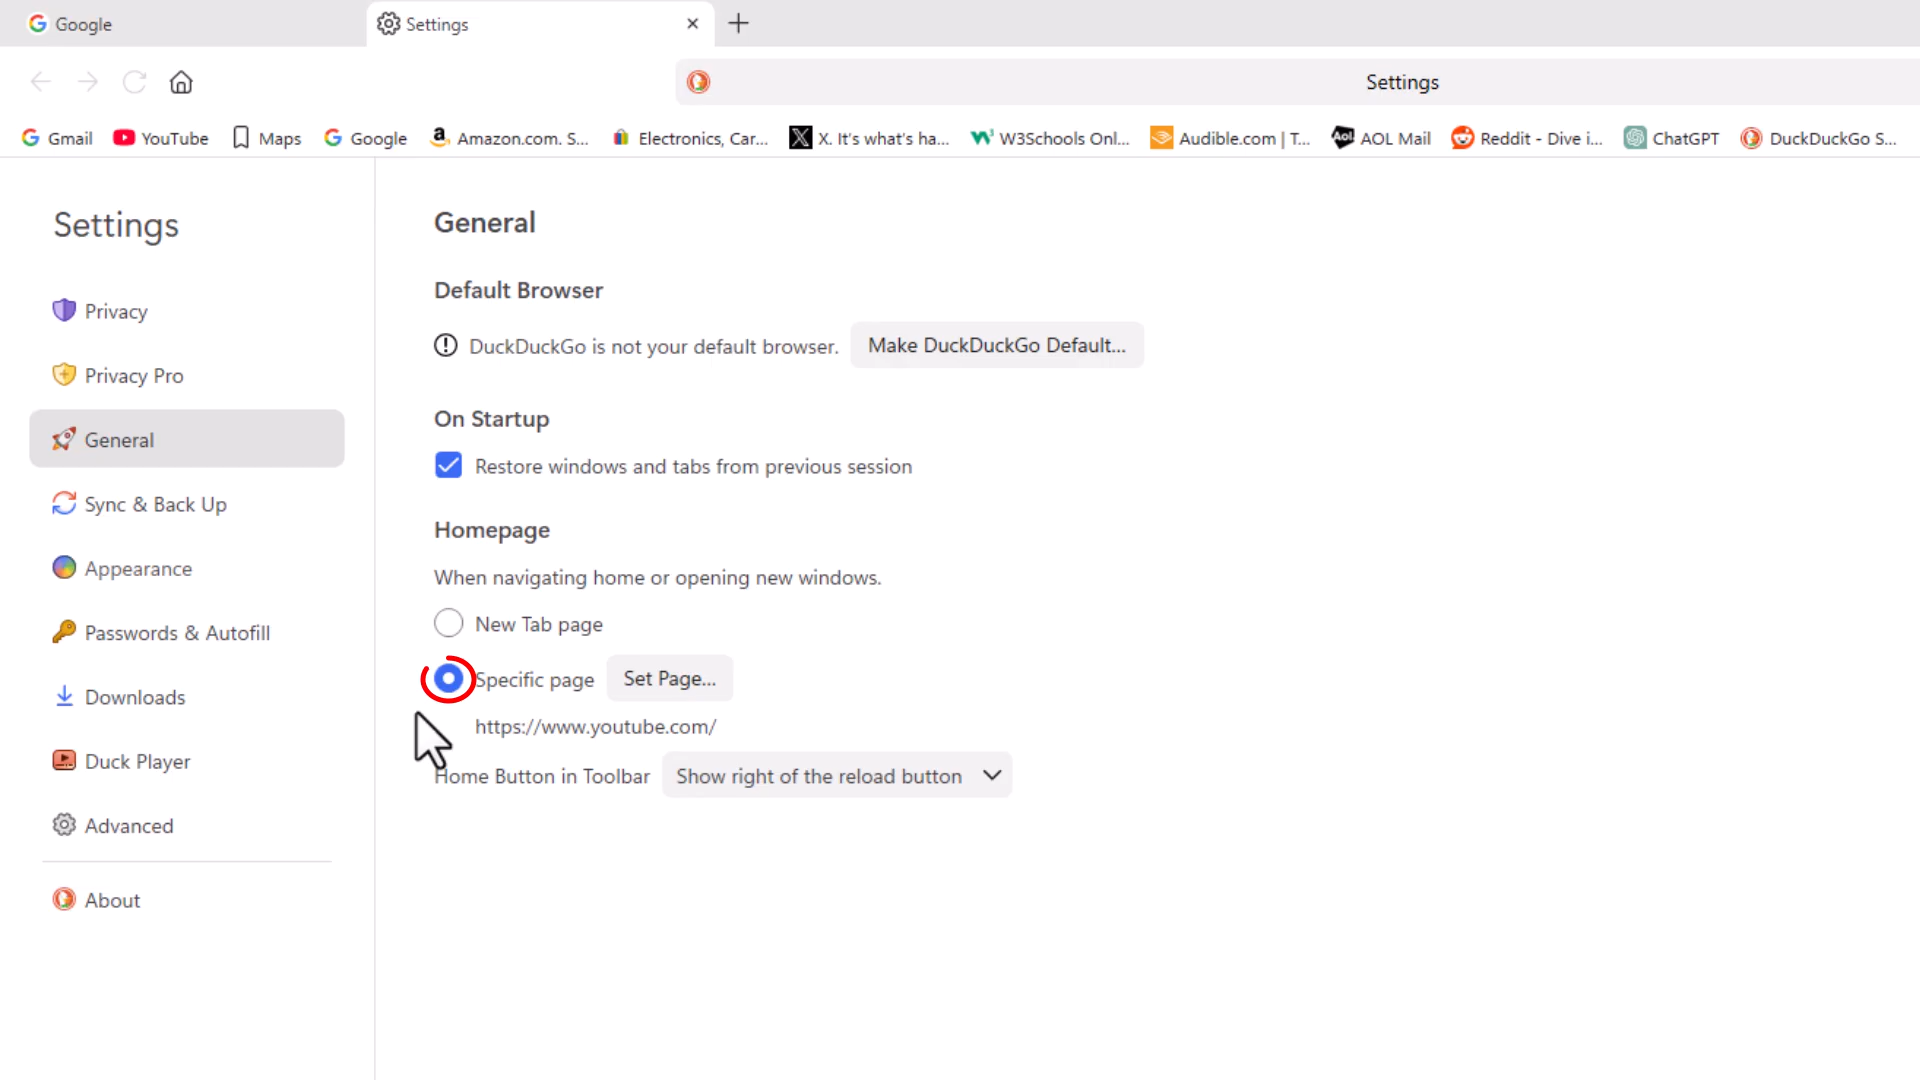 Google
Settings
Settings
Gmail YouTube Maps Google Amazon.com. S... Electronics, Car... X. It's what's ha... W3Schools Onl... Audible.com | T... AOL Mail Reddit - Dive i... ChatGPT DuckDuckGo S...
Settings
Privacy
Privacy Pro
General
Sync & Back Up
Appearance
Passwords & Autofill
Downloads
Duck Player
Advanced
About
General
Default Browser
DuckDuckGo is not your default browser. Make DuckDuckGo Default...
On Startup
Restore windows and tabs from previous session
Homepage
When navigating home or opening new windows.
New Tab page
Specific page Set Page...
https://www.youtube.com/
Home Button in Toolbar Show right of the reload button